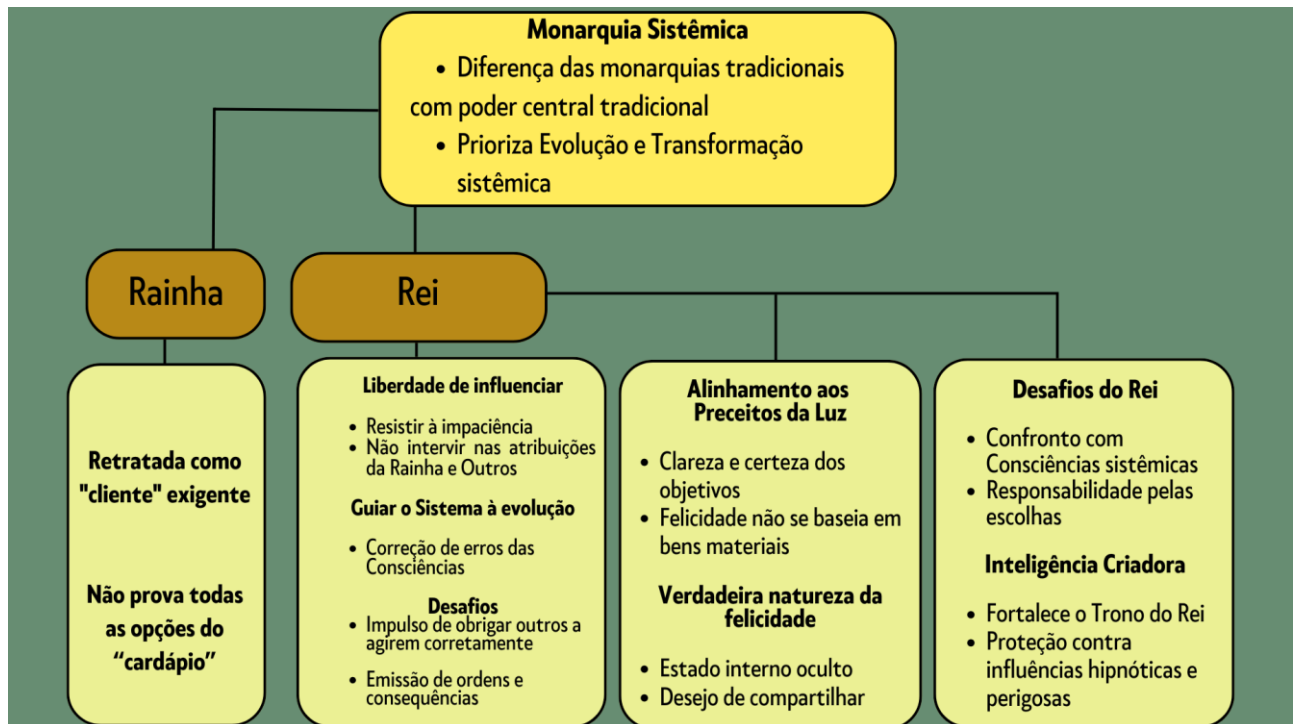 Monarquia Sistêmica
• Diferença das monarquias tradicionais
com poder central tradicional
• Prioriza Evolução e Transformação
sistêmica
Rainha
Rei
Retratada como
"cliente" exigente
Não prova todas
as opções do
“cardápio”
Liberdade de influenciar
• Resistir à impaciência
• Não intervir nas atribuições
da Rainha e Outros
Guiar o Sistema à evolução
• Correção de erros das
Consciências
Desafios
• Impulso de obrigar outros a
agirem corretamente
• Emissão de ordens e
consequências
Alinhamento aos
Preceitos da Luz
• Clareza e certeza dos
objetivos
• Felicidade não se baseia em
bens materiais
Verdadeira natureza da
felicidade
• Estado interno oculto
• Desejo de compartilhar
Desafios do Rei
• Confronto com
Consciências sistêmicas
• Responsabilidade pelas
escolhas
Inteligência Criadora
• Fortalece o Trono do Rei
• Proteção contra
influências hipnóticas e
perigosas